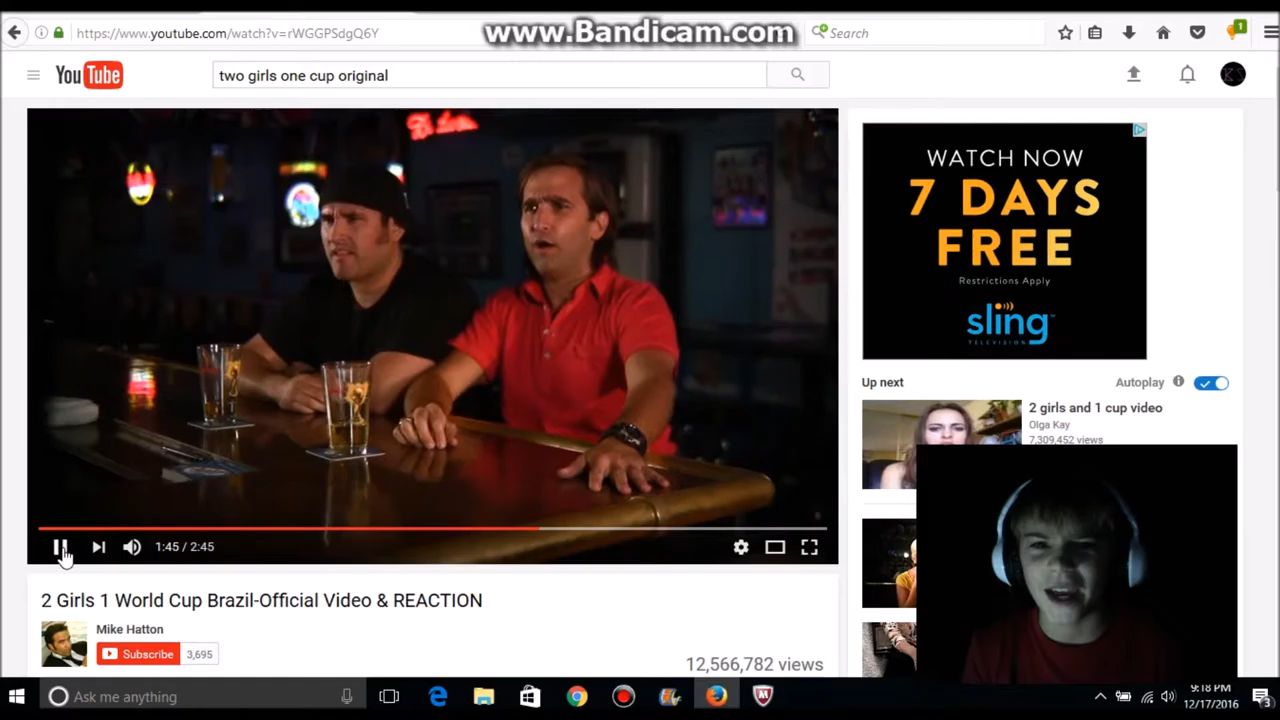 www.Bandicam.com
https://www.youtube.com/watch?v=rWGGPSdgQ6Y
Search
1
YouTube
two girls one cup original
WATCH NOW
7 DAYS
FREE
Restrictions Apply
sling
TELEVISION
Up next
Autoplay
2 girls and 1 cup video
Olga Kay
7,309,452 views
1:45 / 2:45
2 Girls 1 World Cup Brazil-Official Video & REACTION
Mike Hatton
Subscribe
3,695
12,566,782 views
Ask me anything
9:18 PM
12/17/2016
3